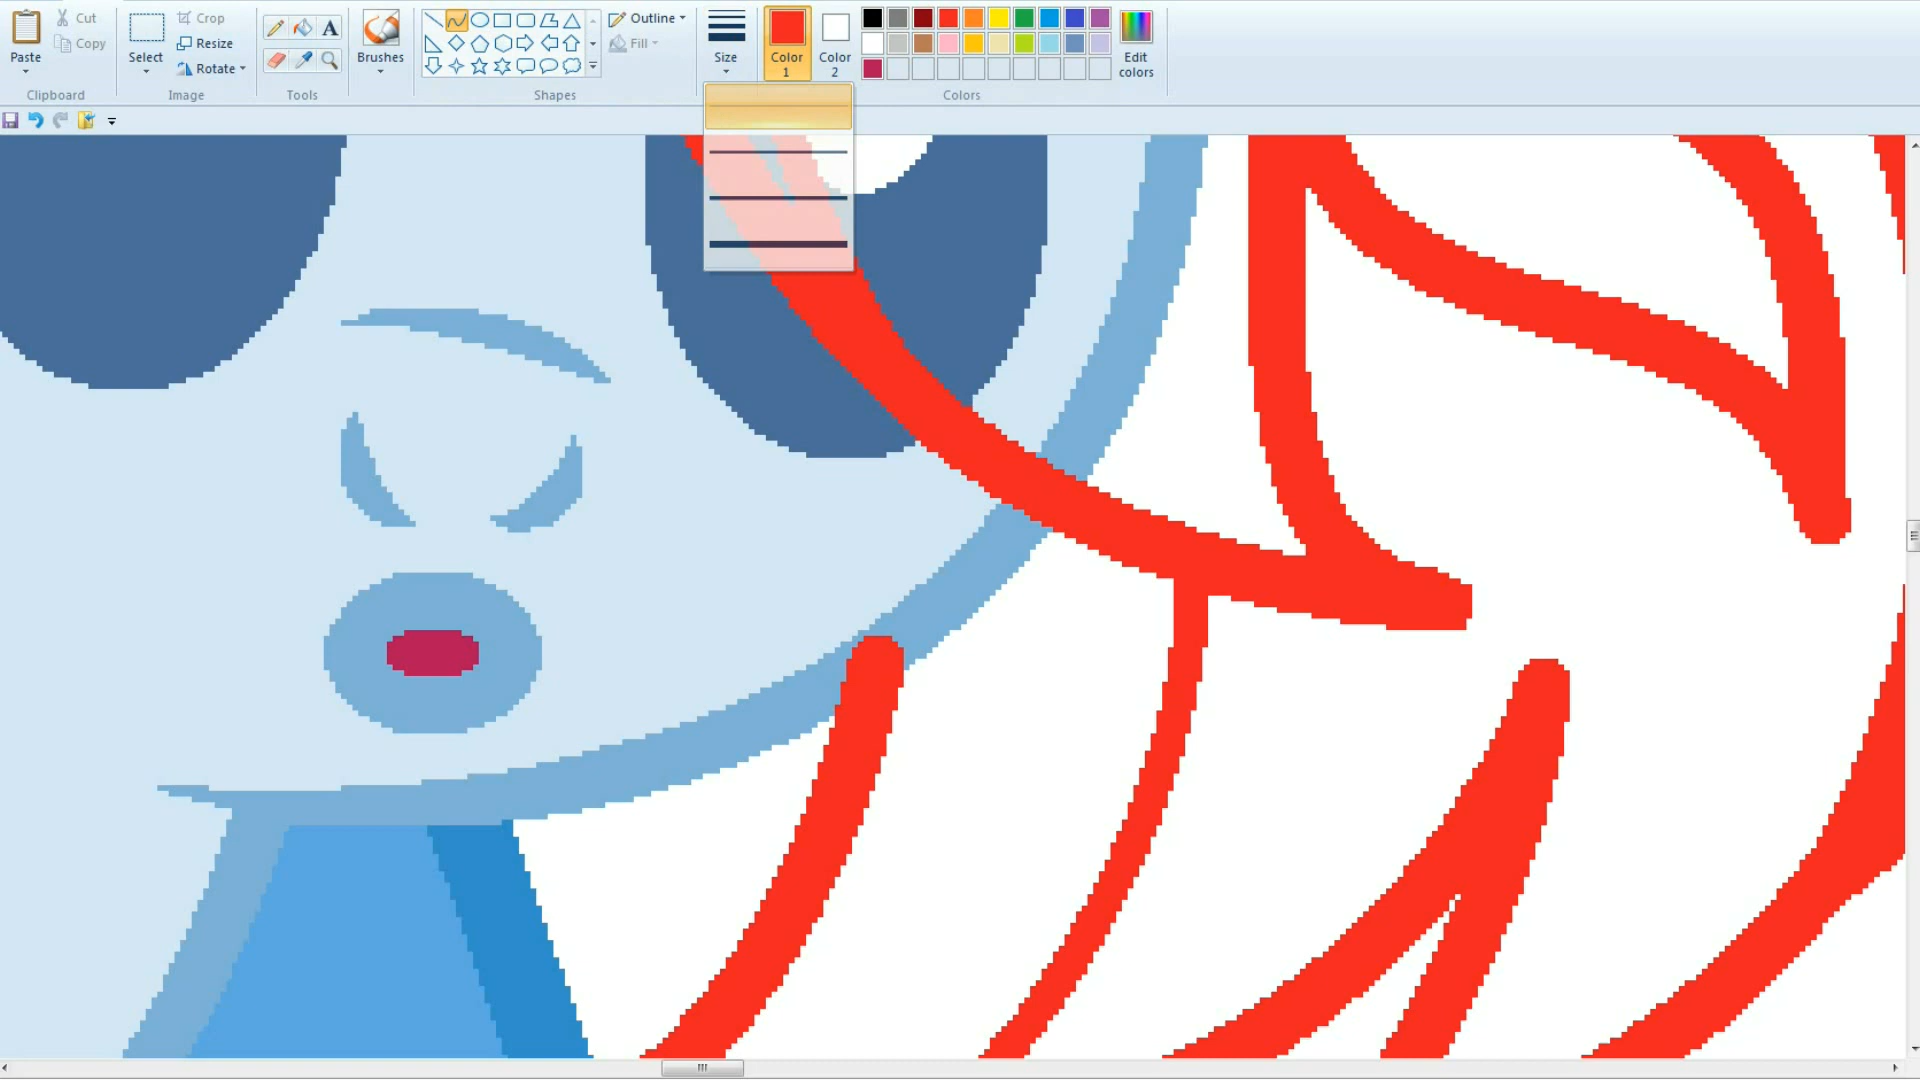 Paste
Cut
Copy
Clipboard
Select
Crop
Resize
Rotate
Image
A
Tools
Brushes
Shapes
Outline
Fill
Size
Color
1
Color
2
Colors
Edit
colors